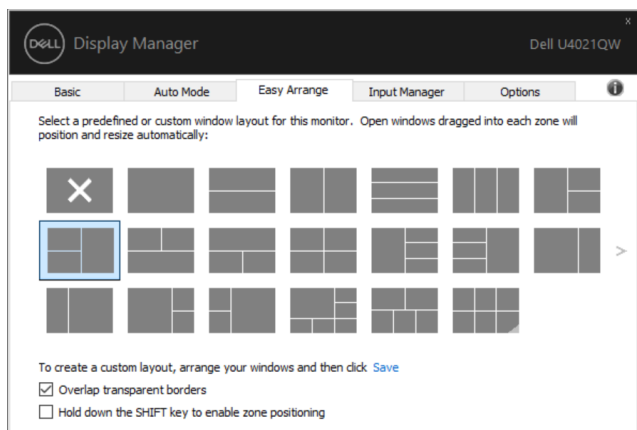 x
DELL Display Manager
Dell U4021QW
Basic
Auto Mode
Easy Arrange
Input Manager
Options
i
Select a predefined or custom window layout for this monitor. Open windows dragged into each zone will
position and resize automatically:
>
To create a custom layout, arrange your windows and then click Save
Overlap transparent borders
Hold down the SHIFT key to enable zone positioning